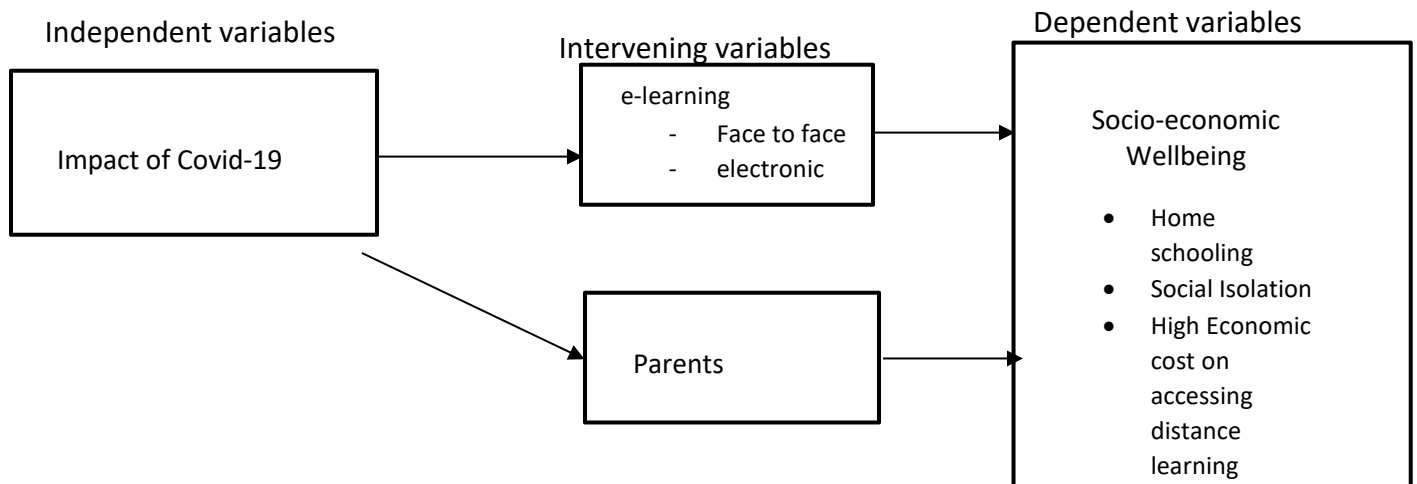 Independent variables
Impact of Covid-19
Intervening variables
e-learning
- Face to face
- electronic
Parents
Dependent variables
Socio-economic
Wellbeing
• Home
schooling
• Social Isolation
• High Economic
cost on
accessing
distance
learning